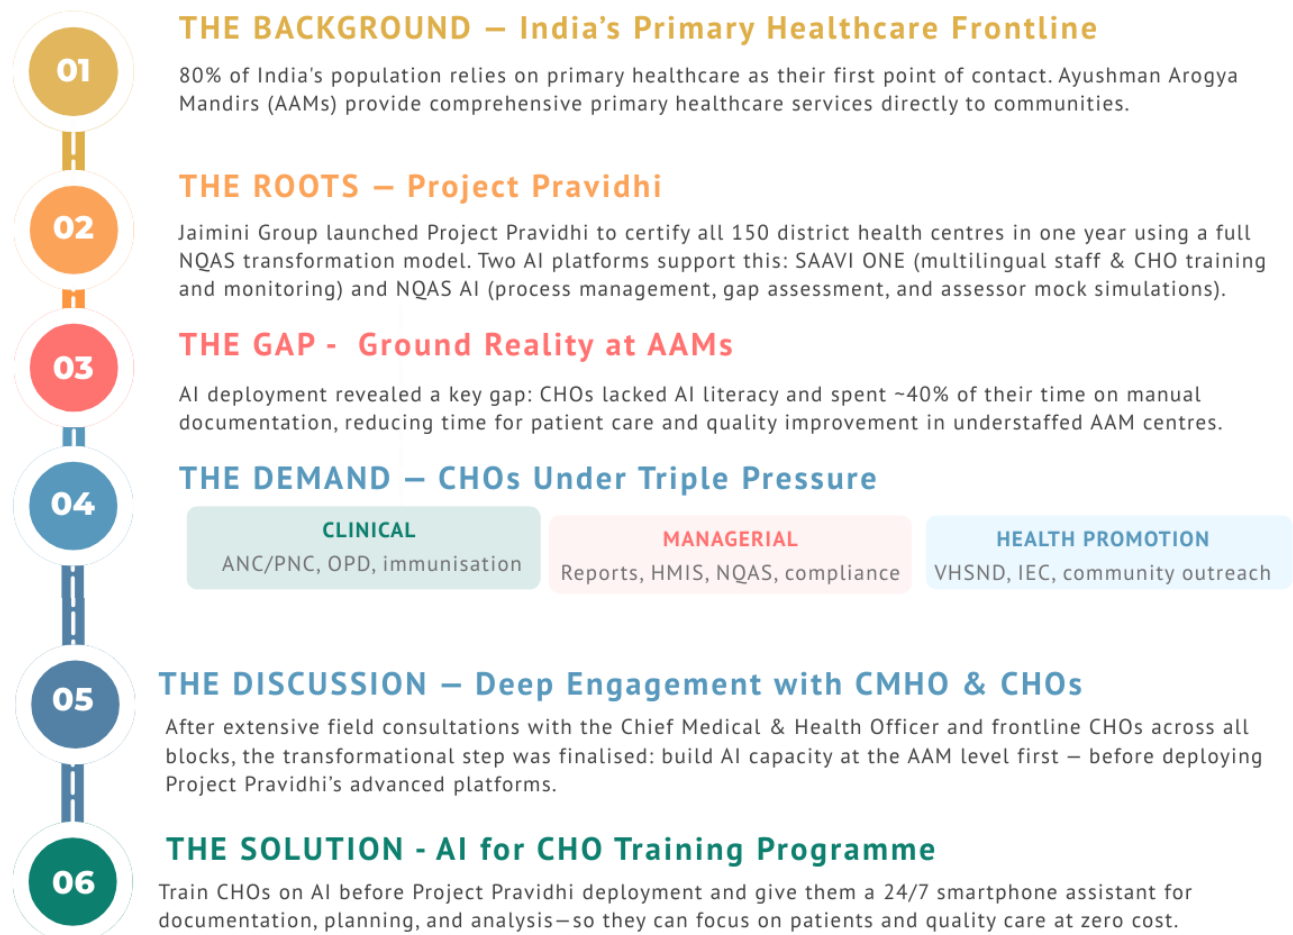 01
THE BACKGROUND — India’s Primary Healthcare Frontline
80% of India's population relies on primary healthcare as their first point of contact. Ayushman Arogya
Mandirs (AAMs) provide comprehensive primary healthcare services directly to communities.
02
THE ROOTS — Project Pravidhi
Jaimini Group launched Project Pravidhi to certify all 150 district health centres in one year using a full
NQAS transformation model. Two AI platforms support this: SAAVI ONE (multilingual staff & CHO training
and monitoring) and NQAS AI (process management, gap assessment, and assessor mock simulations).
03
THE GAP - Ground Reality at AAMs
AI deployment revealed a key gap: CHOs lacked AI literacy and spent ~40% of their time on manual
documentation, reducing time for patient care and quality improvement in understaffed AAM centres.
04
THE DEMAND — CHOs Under Triple Pressure
CLINICAL
ANC/PNC, OPD, immunisation
MANAGERIAL
Reports, HMIS, NQAS, compliance
HEALTH PROMOTION
VHSND, IEC, community outreach
05
THE DISCUSSION — Deep Engagement with CMHO & CHOs
After extensive field consultations with the Chief Medical & Health Officer and frontline CHOs across all
blocks, the transformational step was finalised: build AI capacity at the AAM level first — before deploying
Project Pravidhi’s advanced platforms.
06
THE SOLUTION - AI for CHO Training Programme
Train CHOs on AI before Project Pravidhi deployment and give them a 24/7 smartphone assistant for
documentation, planning, and analysis—so they can focus on patients and quality care at zero cost.